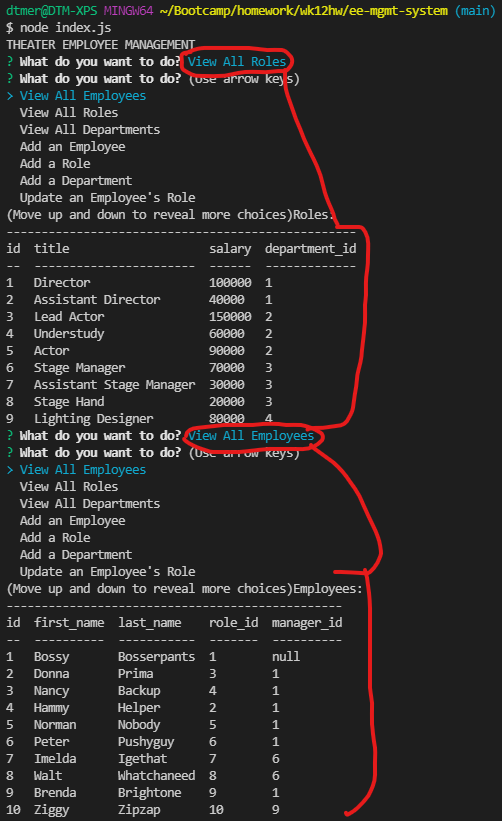 dtmer@DTM-XPS MINGW64 ~/Bootcamp/homework/wk12hw/ee-mgmt-system (main)
$ node index.js
THEATER EMPLOYEE MANAGEMENT
? What do you want to do? View All Roles
? What do you want to do? (Use arrow keys)
> View All Employees
View All Roles
View All Departments
Add an Employee
Add a Role
Add a Department
Update an Employee's Role
(Move up and down to reveal more choices)Roles:
--------------------------------------------------
id  title                    salary  department_id
--  -----------------------  ------  -------------
1   Director                 100000  1
2   Assistant Director       40000   1
3   Lead Actor               150000  2
4   Understudy               60000   2
5   Actor                    90000   2
6   Stage Manager            70000   3
7   Assistant Stage Manager  30000   3
8   Stage Hand               20000   3
9   Lighting Designer        80000   4
? What do you want to do? View All Employees
? What do you want to do? (Use arrow keys)
> View All Employees
View All Roles
View All Departments
Add an Employee
Add a Role
Add a Department
Update an Employee's Role
(Move up and down to reveal more choices)Employees:
------------------------------------------------
id  first_name  last_name    role_id  manager_id
--  ----------  -----------  -------  ----------
1   Bossy       Bosserpants  1        null
2   Donna       Prima        3        1
3   Nancy       Backup       4        1
4   Hammy       Helper       2        1
5   Norman      Nobody       5        1
6   Peter       Pushyguy     6        1
7   Imelda      Igethat      7        6
8   Walt        Whatchaneed  8        6
9   Brenda      Brightone    9        1
10  Ziggy       Zipzap       10       9